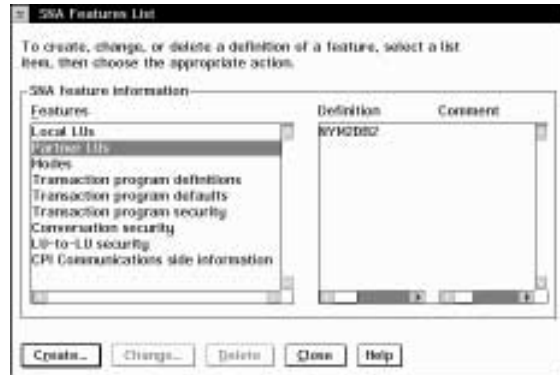 SNA Features List
To create, change, or delete a definition of a feature, select a list
item, then choose the appropriate action.
SNA feature information
Features
Definition Comment
Local LUs
NYM2DB2
Partner LUs
Modes
Transaction program definitions
Transaction program defaults
Transaction program security
Conversation security
LU-to-LU security
CPI Communications side information
Create... Change... Delete Close Help